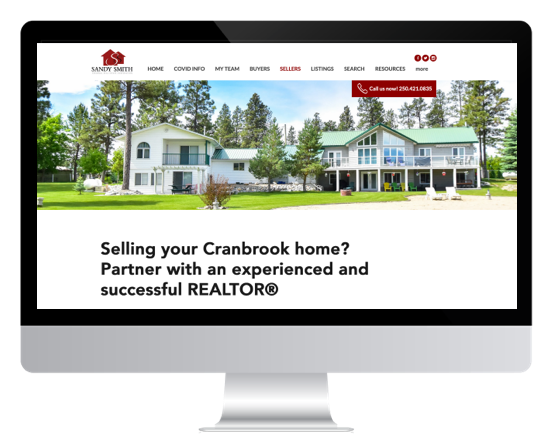 SANDY SMITH
HOME COVID INFO MY TEAM BUYERS SELLERS LISTINGS SEARCH RESOURCES more
Call us now! 250.421.0835
Selling your Cranbrook home?
Partner with an experienced and
successful REALTOR®